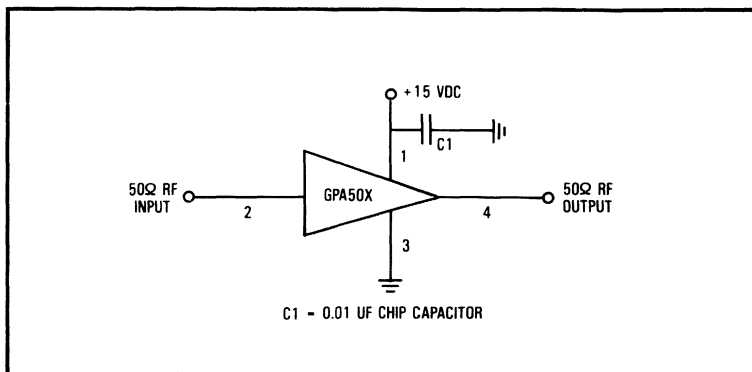 +15 VDC
C1
1
50Ω RF
INPUT
2
GPA50X
4
50Ω RF
OUTPUT
3
C1 = 0.01 UF CHIP CAPACITOR